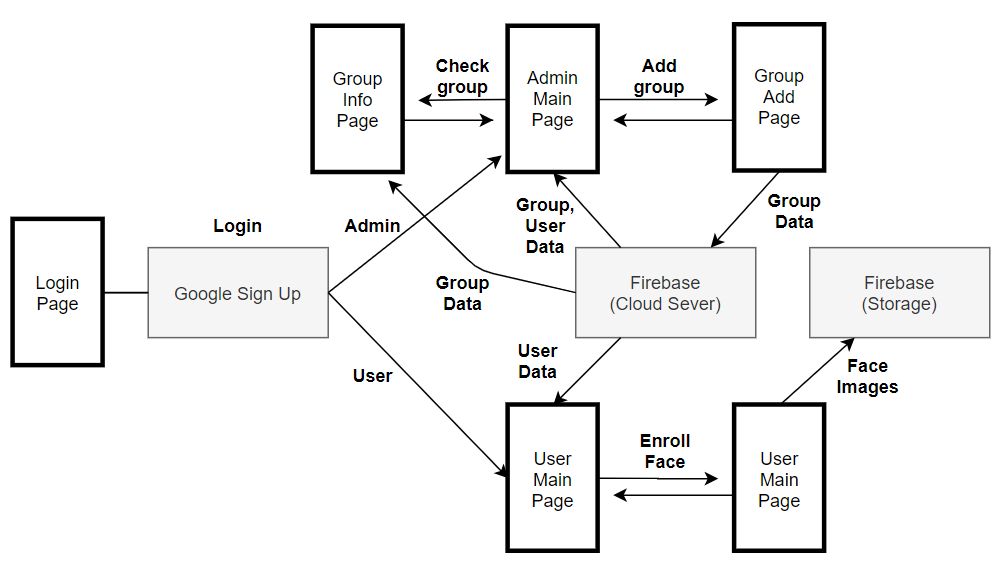 Group
Info
Page
Check
group
Admin
Main
Page
Add
group
Group
Add
Page
Login
Page
Login
Google Sign Up
Admin
Group,
User
Data
Group
Data
Group
Data
Firebase
(Cloud Sever)
Firebase
(Storage)
User
User
Data
Face
Images
User
Main
Page
Enroll
Face
User
Main
Page